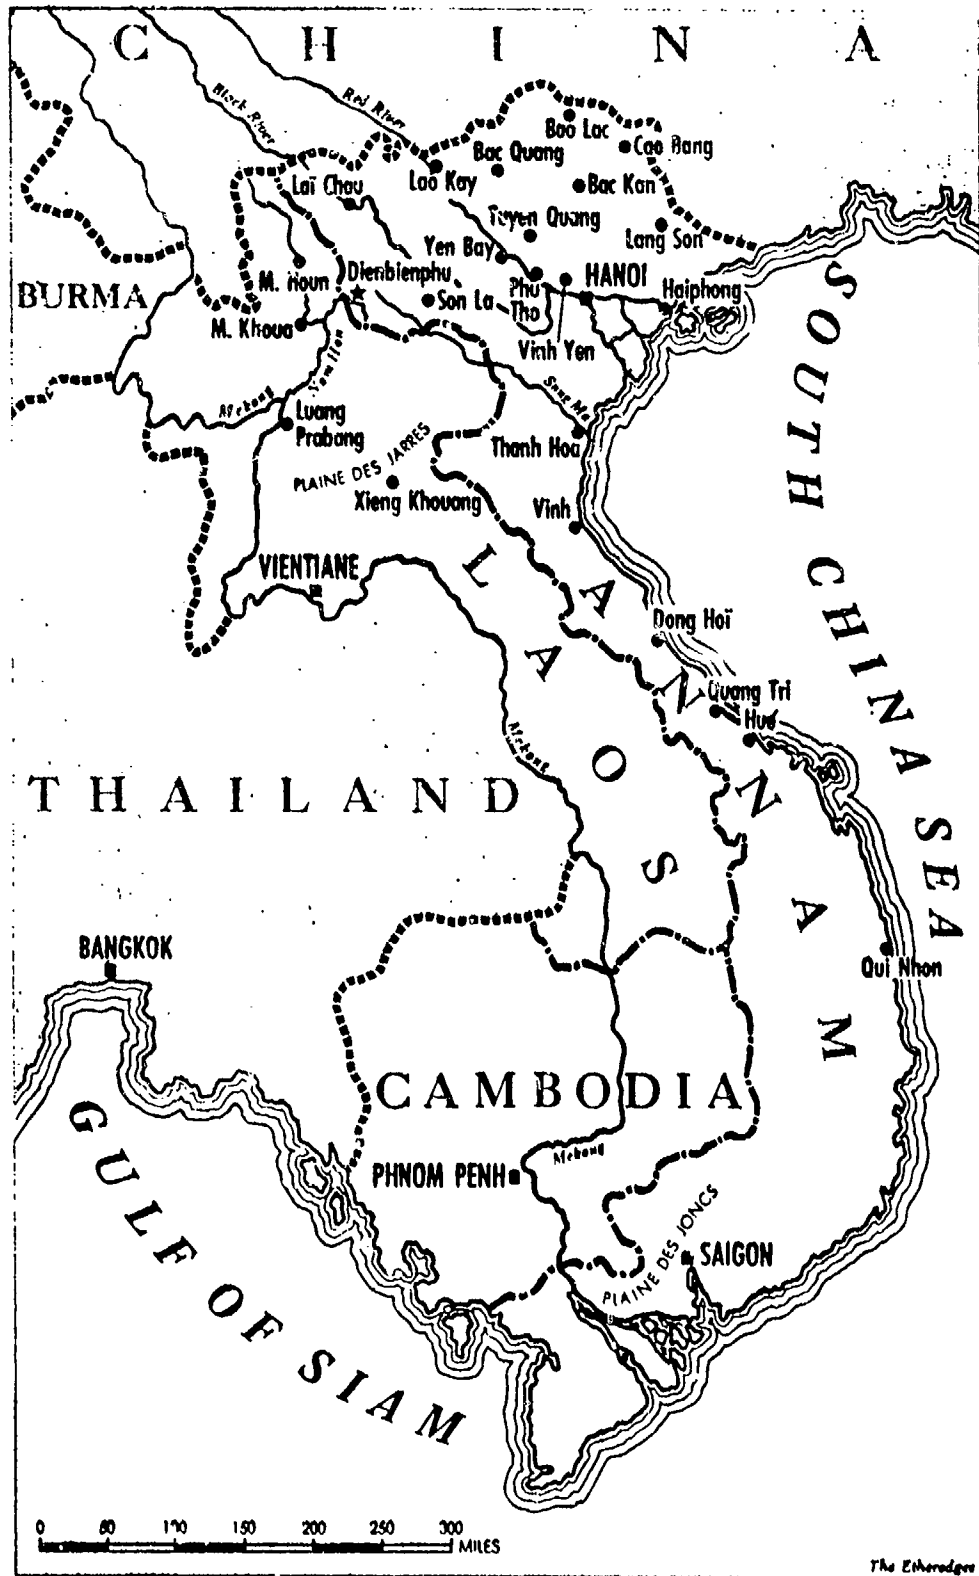 CHINA
Black River
Red River
Bao Lac
Cao Bang
Bac Quang
Lao Kay
Bac Kan
Laï Chau
Tuyen Quang
Lang Son
Yen Bay
M. Houn
Dienbienphu
Phu
Tho
HANOI
Haiphong
BURMA
Son La
M. Khoua
Vinh Yen
Mekong
Song Ma
Luang
Prabang
Thanh Hoa
PLAINE DES JARRES
Xieng Khouang
Vinh
SOUTH CHINA SEA
VIENTIANE
LAOS
ANNAM
Dong Hoï
Quang Tri
Hué
Mekong
THAILAND
BANGKOK
Qui Nhon
CAMBODIA
Mekong
PHNOM PENH
GULF OF SIAM
PLAINE DES JONCS
SAIGON
0 50 100 150 200 250 300
MILES